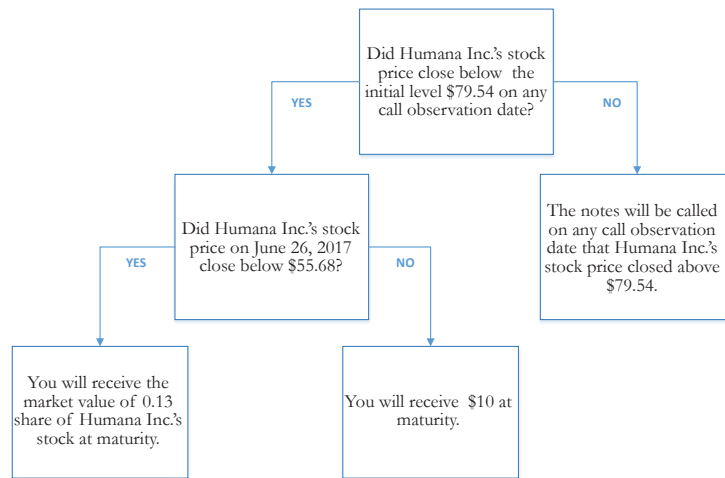 Did Humana Inc.'s stock
price close below the
initial level $79.54 on any
call observation date?
YES
NO
Did Humana Inc.'s stock
price on June 26, 2017
close below $55.68?
The notes will be called
on any call observation
date that Humana Inc.'s
stock price closed above
$79.54.
YES
NO
You will receive the
market value of 0.13
share of Humana Inc.'s
stock at maturity.
You will receive $10 at
maturity.